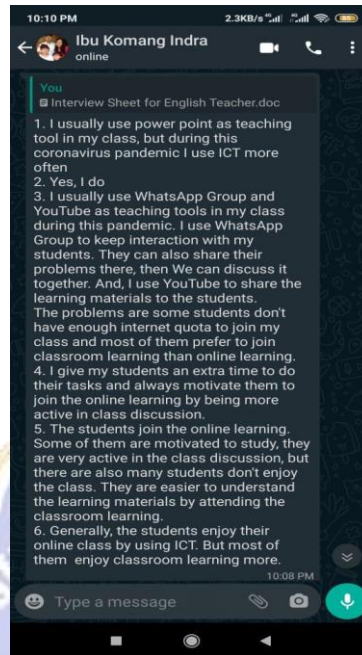 10:10 PM 2.3KB/s
Ibu Komang Indra
online
You
Interview Sheet for English Teacher.doc
1. I usually use power point as teaching
tool in my class, but during this
coronavirus pandemic I use ICT more
often
2. Yes, I do
3. I usually use WhatsApp Group and
YouTube as teaching tools in my class
during this pandemic. I use WhatsApp
Group to keep interaction with my
students. They can also share their
problems there, then We can discuss it
together. And, I use YouTube to share the
learning materials to the students.
The problems are some students don't
have enough internet quota to join my
class and most of them prefer to join
classroom learning than online learning.
4. I give my students an extra time to do
their tasks and always motivate them to
join the online learning by being more
active in class discussion.
5. The students join the online learning.
Some of them are motivated to study, they
are very active in the class discussion, but
there are also many students don't enjoy
the class. They are easier to understand
the learning materials by attending the
classroom learning.
6. Generally, the students enjoy their
online class by using ICT. But most of
them enjoy classroom learning more.
10:08 PM
Type a message